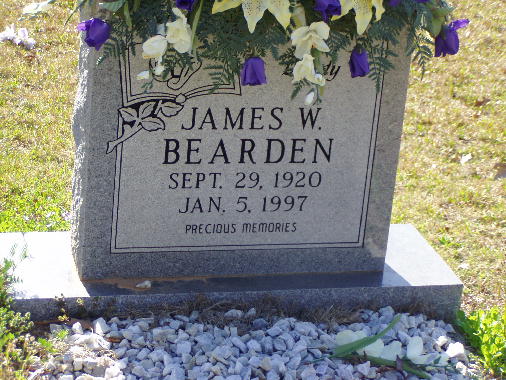 JAMES W.
BEARDEN
SEPT. 29, 1920
JAN. 5, 1997
PRECIOUS MEMORIES